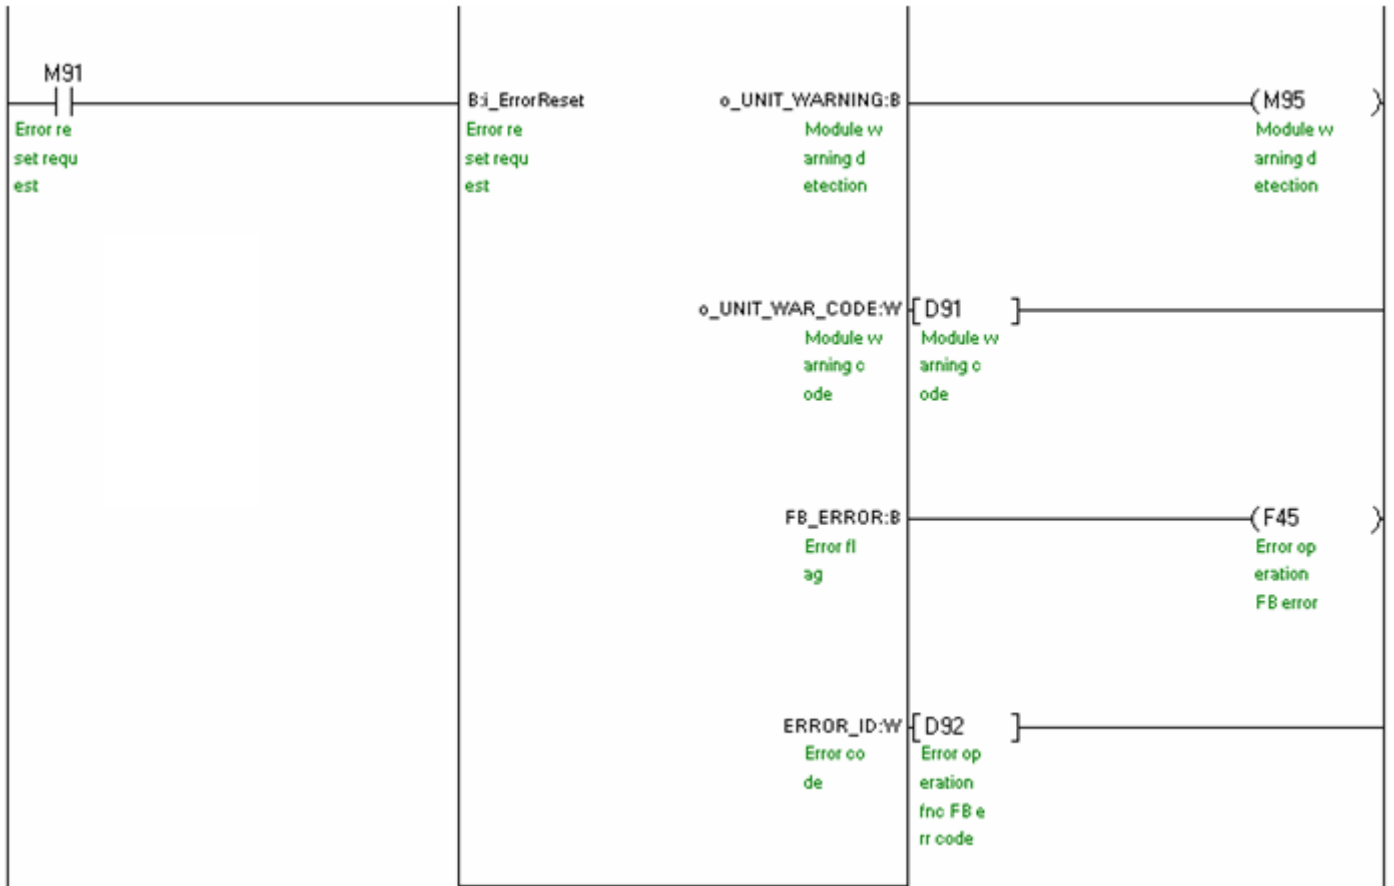 M91
B:i_ErrorReset
o_UNIT_WARNING:B
M95
Error re
set requ
est
Error re
set requ
est
Module w
arning d
etection
Module w
arning d
etection
o_UNIT_WAR_CODE:W
D91
Module w
arning c
ode
Module w
arning c
ode
FB_ERROR:B
F45
Error fl
ag
Error op
eration
FB error
ERROR_ID:W
D92
Error co
de
Error op
eration
fnc FB e
rr code